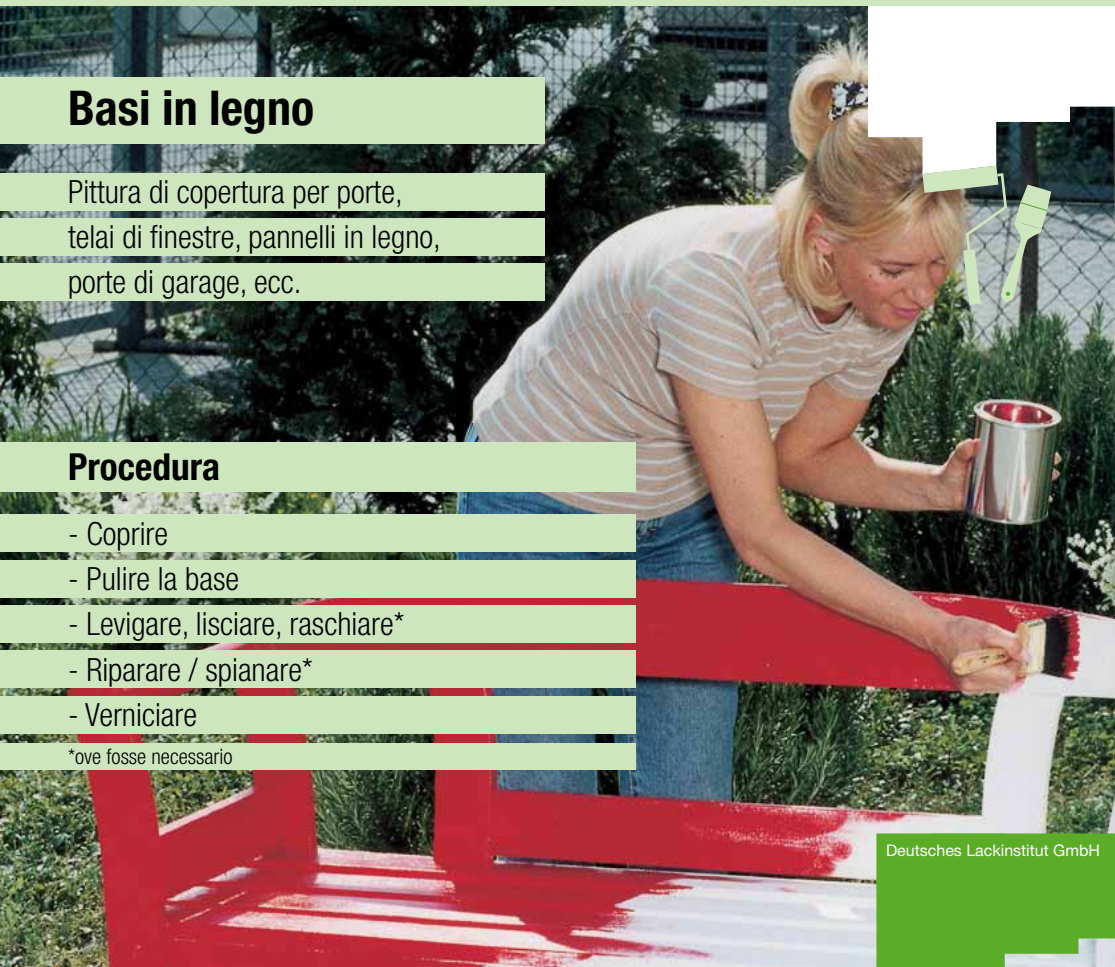 Basi in legno
Pittura di copertura per porte,
telai di finestre, pannelli in legno,
porte di garage, ecc.
Procedura
- Coprire
- Pulire la base
- Levigare, lisciare, raschiare*
- Riparare / spianare*
- Verniciare
*ove fosse necessario
Deutsches Lackinstitut GmbH